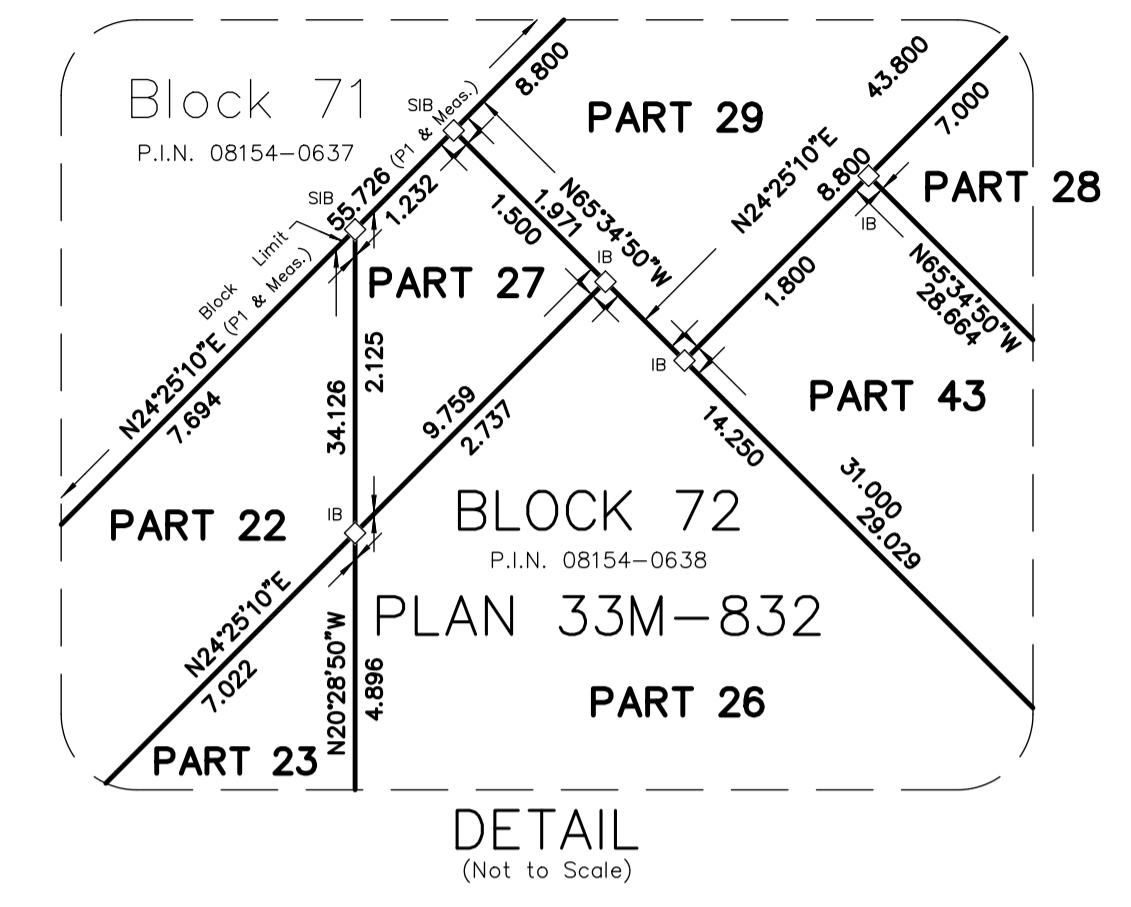 Block 71
P.I.N. 08154-0637
SIB
55.726 (P1 & Meas.)
8.800
1.232
SIB
Block Limit
N24°25'10"E (P1 & Meas.)
7.694
PART 29
N65°34'50"W
1.971
1.500
IB
43.800
7.000
N24°25'10"E
8.800
IB
PART 28
N65°34'50"W
28.664
1.800
IB
PART 27
2.125
34.126
9.759
2.737
PART 43
14.250
31.000
29.029
PART 22
IB
BLOCK 72
P.I.N. 08154-0638
PLAN 33M-832
N24°25'10"E
7.022
N20°28'50"W
4.896
PART 26
PART 23
DETAIL
(Not to Scale)